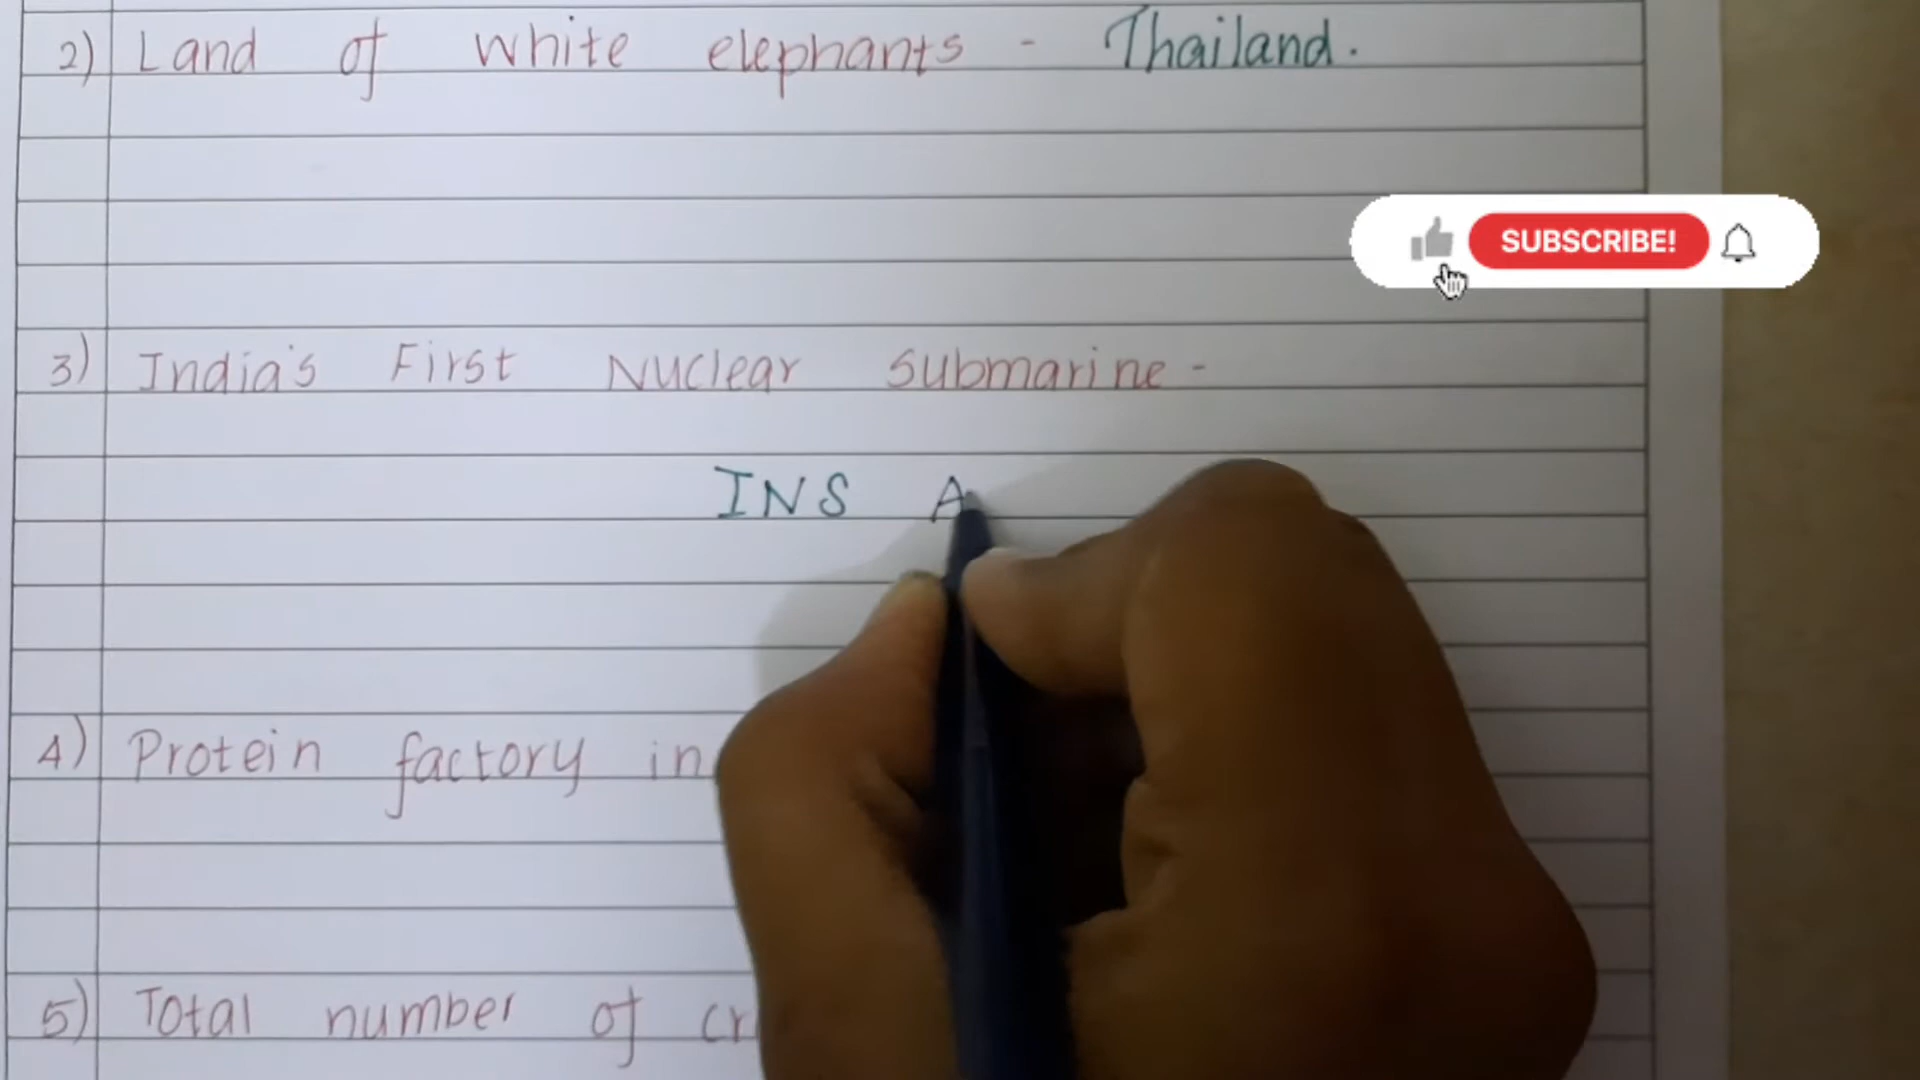 2) Land of white elephants - Thailand.
SUBSCRIBE!
3) India's First Nuclear Submarine -
INS A
4) Protein factory in
5) Total number of